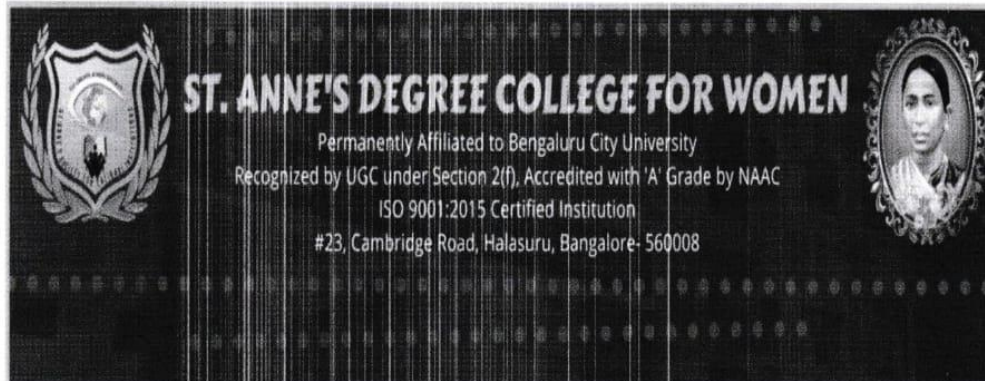 ST. ANNE'S DEGREE COLLEGE FOR WOMEN
Permanently Affiliated to Bengaluru City University
Recognized by UGC under Section 2(f), Accredited with 'A' Grade by NAAC
ISO 9001:2015 Certified Institution
#23, Cambridge Road, Halasuru, Bangalore- 560008